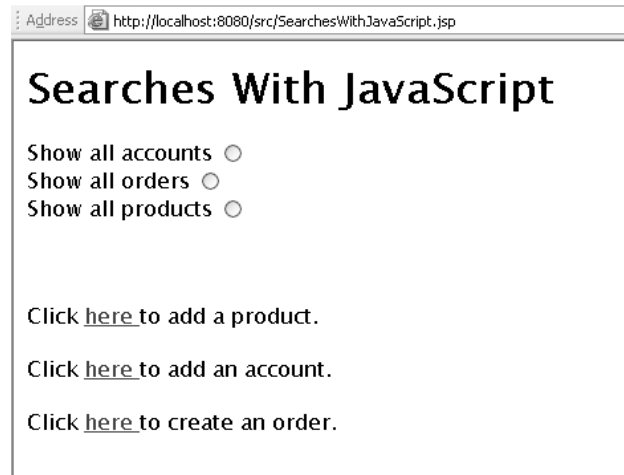 Address http://localhost:8080/src/SearchesWithJavaScript.jsp
Searches With JavaScript
Show all accounts
Show all orders
Show all products
Click here to add a product.
Click here to add an account.
Click here to create an order.